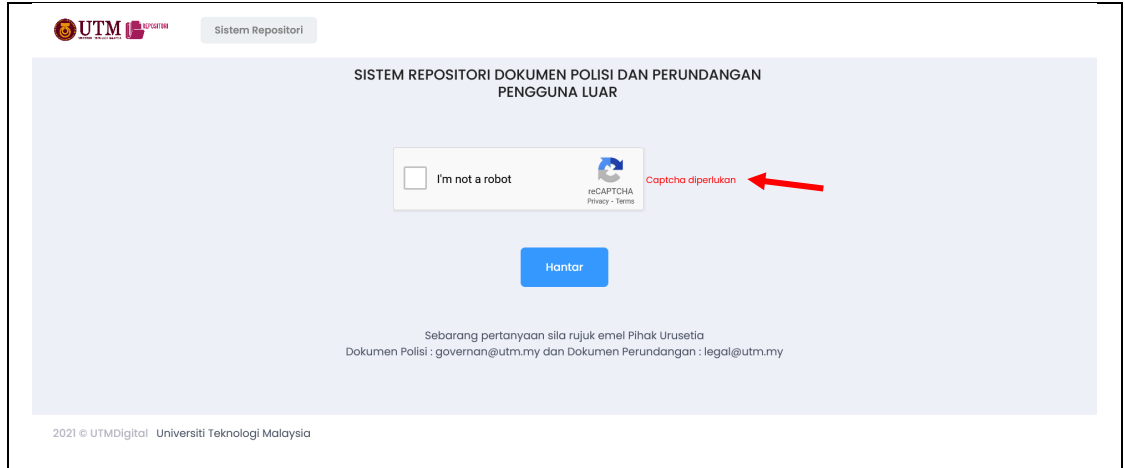 UTM REPOSITORI
Sistem Repositori
SISTEM REPOSITORI DOKUMEN POLISI DAN PERUNDANGAN
PENGGUNA LUAR
I'm not a robot
reCAPTCHA
Privacy - Terms
Captcha diperlukan
Hantar
Sebarang pertanyaan sila rujuk emel Pihak Urusetia
Dokumen Polisi : governan@utm.my dan Dokumen Perundangan : legal@utm.my
2021 © UTMDigital Universiti Teknologi Malaysia